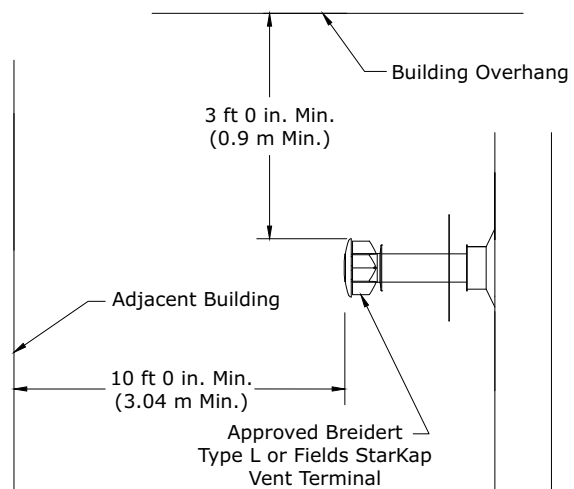 Building Overhang
3 ft 0 in. Min.
(0.9 m Min.)
Adjacent Building
10 ft 0 in. Min.
(3.04 m Min.)
Approved Breidert
Type L or Fields StarKap
Vent Terminal